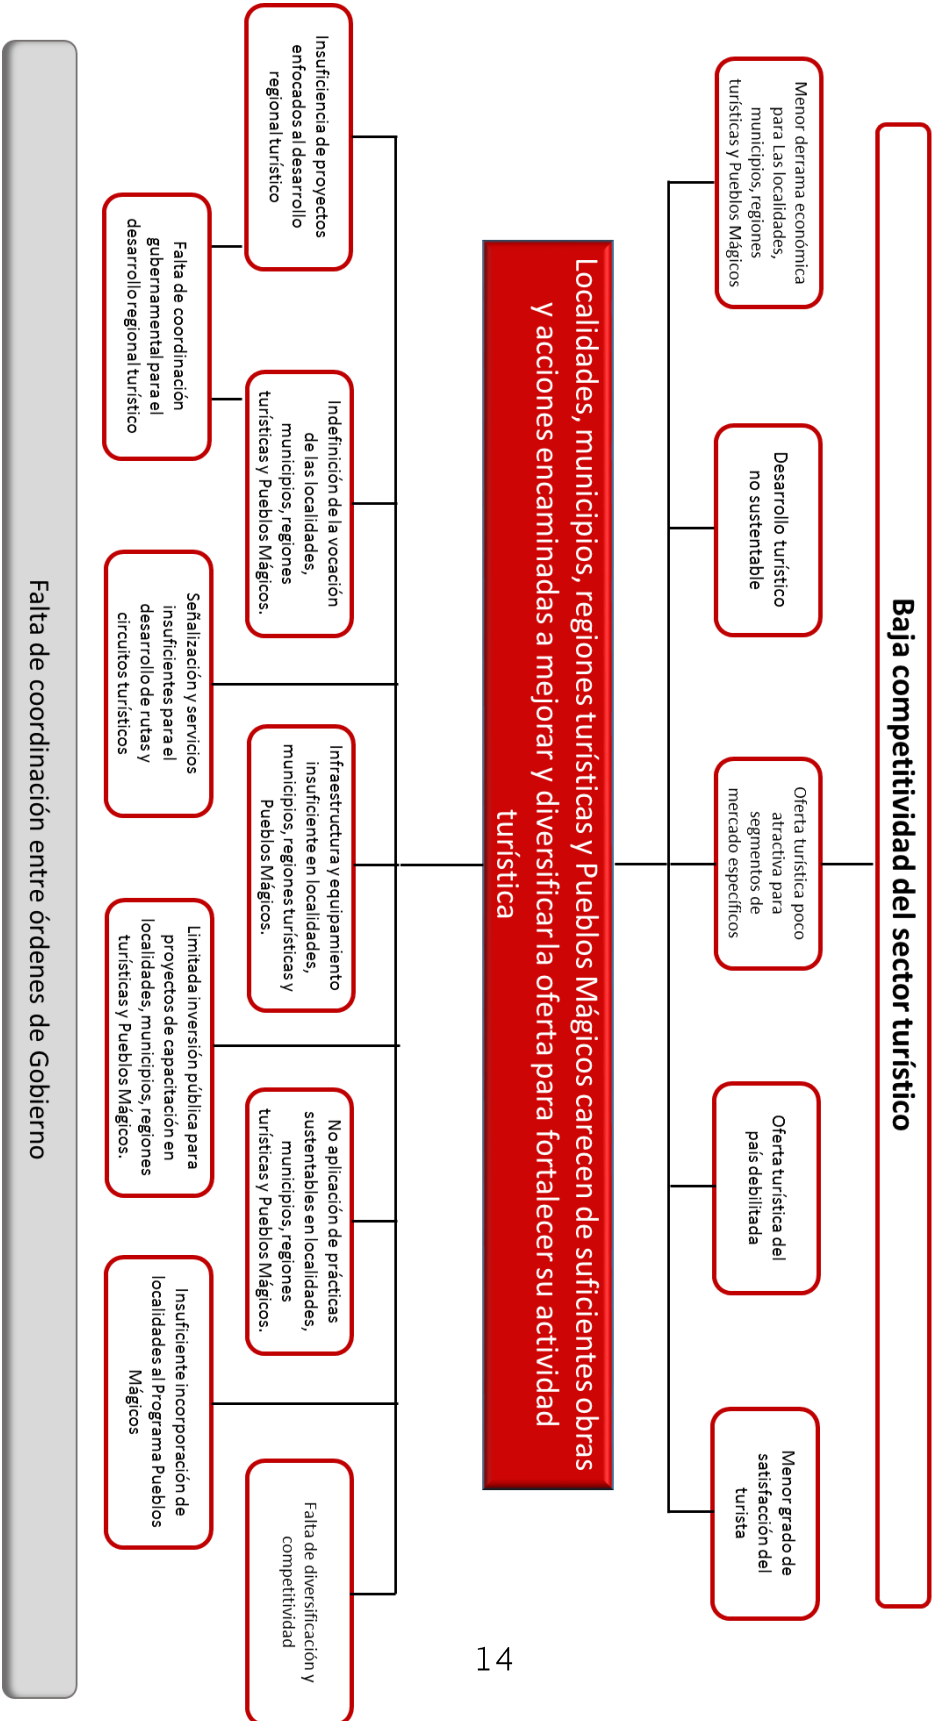 Baja competitividad del sector turístico
Menor derrama económica
para Las localidades,
municipios, regiones
turísticas y Pueblos Mágicos
Desarrollo turístico
no sustentable
Oferta turística poco
atractiva para
segmentos de
mercado específicos
Oferta turística del
país debilitada
Menor grado de
satisfacción del
turista
Localidades, municipios, regiones turísticas y Pueblos Mágicos carecen de suficientes obras
y acciones encaminadas a mejorar y diversificar la oferta para fortalecer su actividad
turística
Insuficiencia de proyectos
enfocados al desarrollo
regional turístico
Indefinición de la vocación
de las localidades,
municipios, regiones
turísticas y Pueblos Mágicos.
Infraestructura y equipamiento
insuficiente en localidades,
municipios, regiones turísticas y
Pueblos Mágicos.
No aplicación de prácticas
sustentables en localidades,
municipios, regiones
turísticas y Pueblos Mágicos.
Falta de diversificación y
competitividad
Falta de coordinación
gubernamental para el
desarrollo regional turístico
Señalización y servicios
insuficientes para el
desarrollo de rutas y
circuitos turísticos
Limitada inversión pública para
proyectos de capacitación en
localidades, municipios, regiones
turísticas y Pueblos Mágicos.
Insuficiente incorporación de
localidades al Programa Pueblos
Mágicos
Falta de coordinación entre órdenes de Gobierno
14